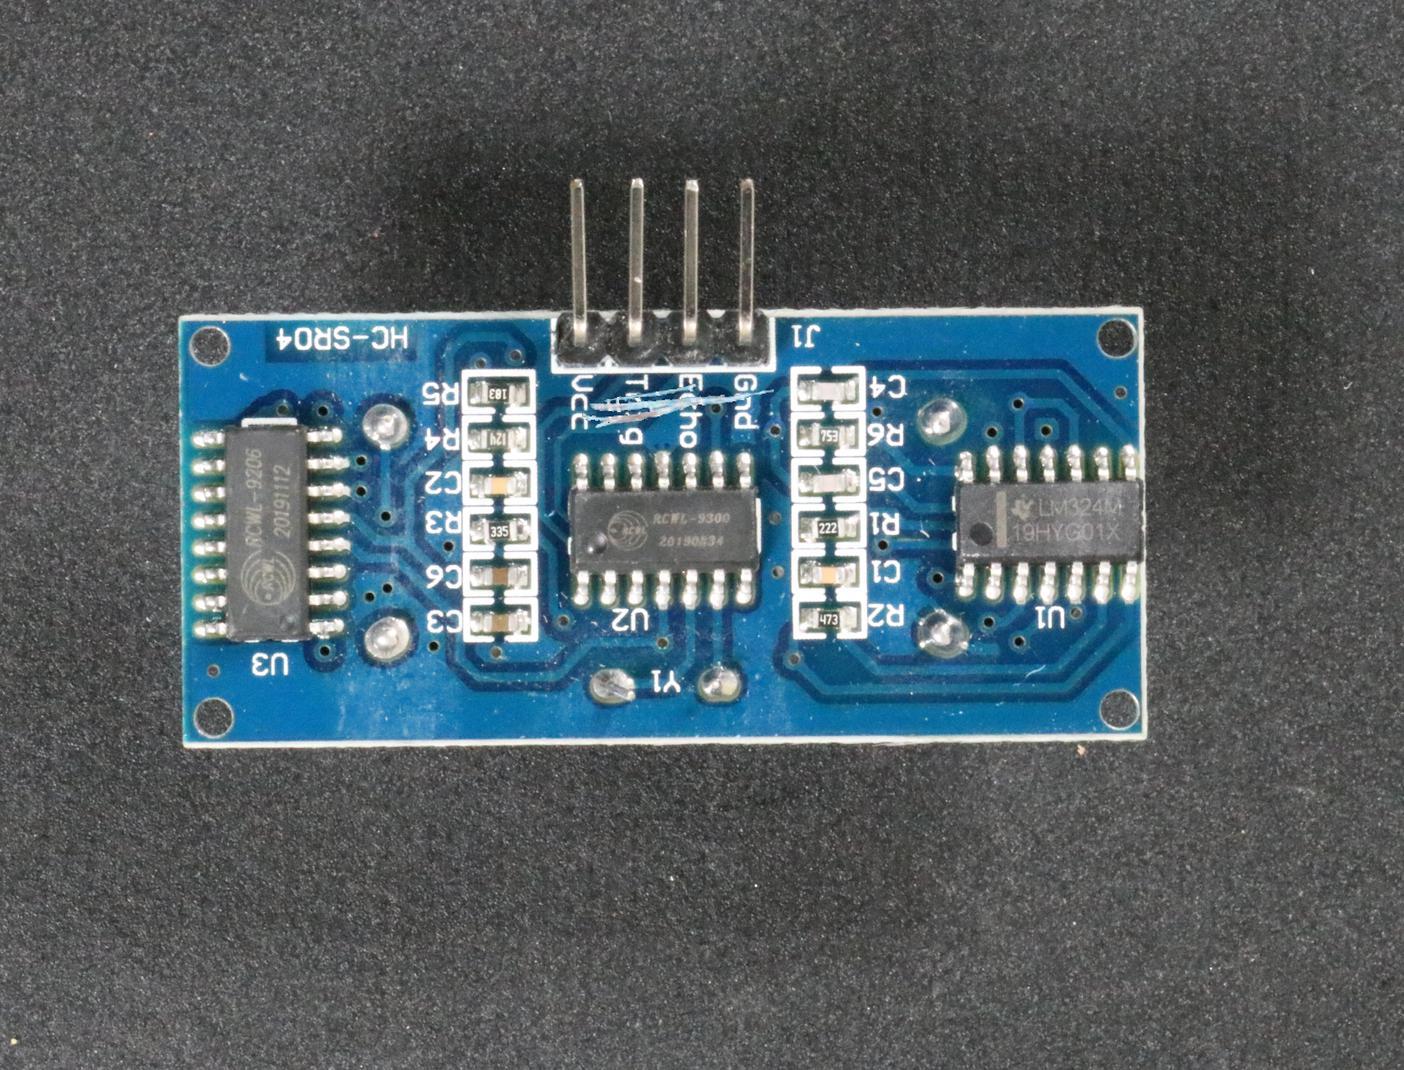 HC-SR04
J1
Vcc
Trig
Echo
Gnd
R5
183
R4
124
C2
R3
335
C6
C3
C4
R6
753
C5
R1
222
C1
R2
473
RCWL-9206
20191112
U3
RCWL-9300
U2
LM324M
19HYG01X
U1
Y1